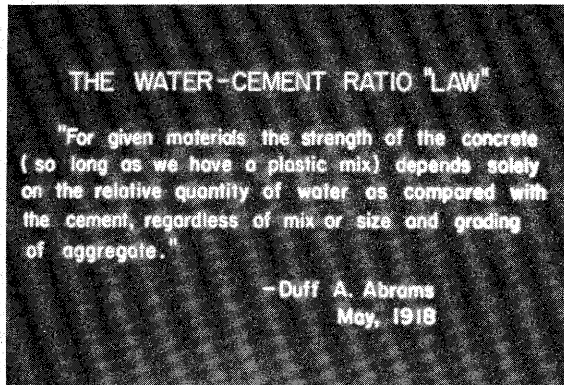 THE WATER-CEMENT RATIO "LAW"
"For given materials the strength of the concrete
(so long as we have a plastic mix) depends solely
on the relative quantity of water as compared with
the cement, regardless of mix or size and grading
of aggregate."
-Duff A. Abrams
May, 1918